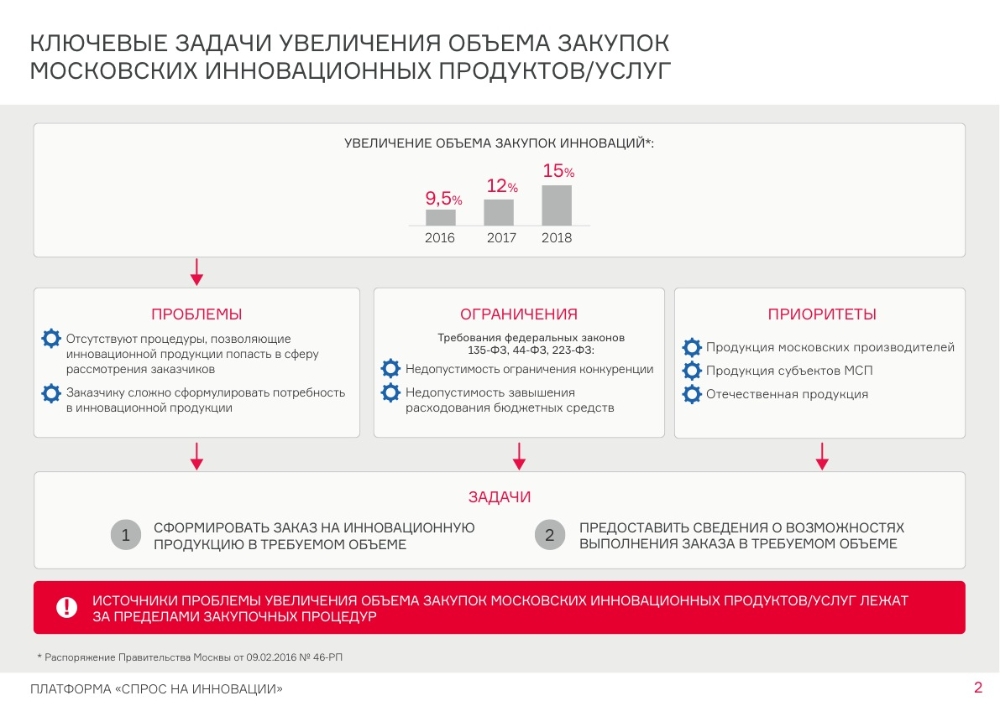 КЛЮЧЕВЫЕ ЗАДАЧИ УВЕЛИЧЕНИЯ ОБЪЕМА ЗАКУПОК
МОСКОВСКИХ ИННОВАЦИОННЫХ ПРОДУКТОВ/УСЛУГ
УВЕЛИЧЕНИЕ ОБЪЕМА ЗАКУПОК ИННОВАЦИЙ*:
9,5%
12%
15%
2016
2017
2018
ПРОБЛЕМЫ
Отсутствуют процедуры, позволяющие
инновационной продукции попасть в сферу
рассмотрения заказчиков
Заказчику сложно сформулировать потребность
в инновационной продукции
ОГРАНИЧЕНИЯ
Требования федеральных законов
135-ФЗ, 44-ФЗ, 223-ФЗ:
Недопустимость ограничения конкуренции
Недопустимость завышения
расходования бюджетных средств
ПРИОРИТЕТЫ
Продукция московских производителей
Продукция субъектов МСП
Отечественная продукция
ЗАДАЧИ
1
СФОРМИРОВАТЬ ЗАКАЗ НА ИННОВАЦИОННУЮ
ПРОДУКЦИЮ В ТРЕБУЕМОМ ОБЪЕМЕ
2
ПРЕДОСТАВИТЬ СВЕДЕНИЯ О ВОЗМОЖНОСТЯХ
ВЫПОЛНЕНИЯ ЗАКАЗА В ТРЕБУЕМОМ ОБЪЕМЕ
!
ИСТОЧНИКИ ПРОБЛЕМЫ УВЕЛИЧЕНИЯ ОБЪЕМА ЗАКУПОК МОСКОВСКИХ ИННОВАЦИОННЫХ ПРОДУКТОВ/УСЛУГ ЛЕЖАТ
ЗА ПРЕДЕЛАМИ ЗАКУПОЧНЫХ ПРОЦЕДУР
* Распоряжение Правительства Москвы от 09.02.2016 № 46-РП
ПЛАТФОРМА «СПРОС НА ИННОВАЦИИ»
2